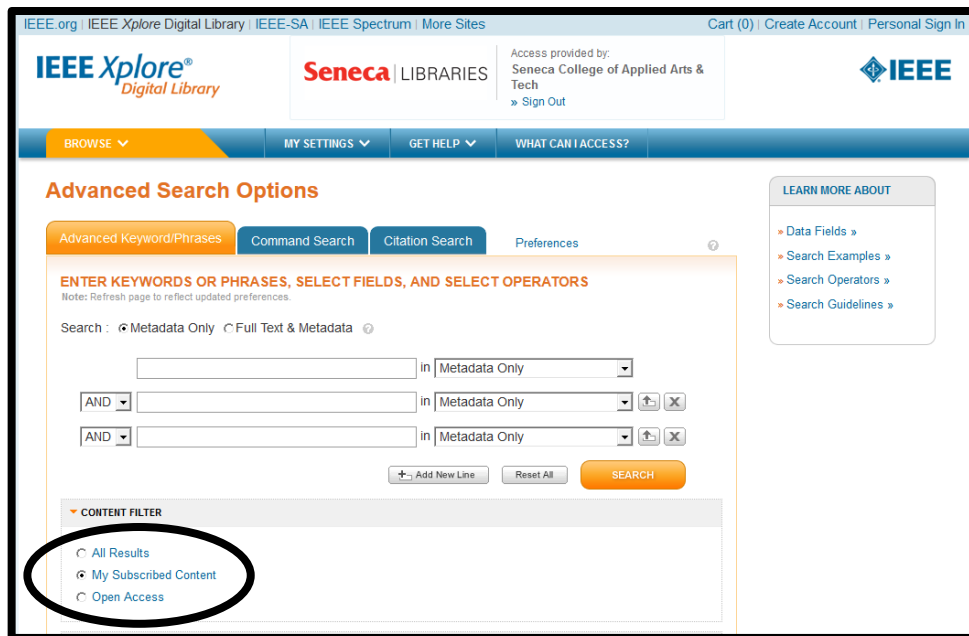 IEEE.org | IEEE Xplore Digital Library | IEEE-SA | IEEE Spectrum | More Sites Cart (0) | Create Account | Personal Sign In
IEEE Xplore®
Digital Library
Seneca | LIBRARIES
Access provided by:
Seneca College of Applied Arts &
Tech
» Sign Out
IEEE
BROWSE MY SETTINGS GET HELP WHAT CAN I ACCESS?
Advanced Search Options
Advanced Keyword/Phrases Command Search Citation Search Preferences ?
ENTER KEYWORDS OR PHRASES, SELECT FIELDS, AND SELECT OPERATORS
Note: Refresh page to reflect updated preferences.
Search : Metadata Only Full Text & Metadata ?
in Metadata Only
AND in Metadata Only X
AND in Metadata Only X
Add New Line Reset All SEARCH
CONTENT FILTER
All Results
My Subscribed Content
Open Access
LEARN MORE ABOUT
» Data Fields »
» Search Examples »
» Search Operators »
» Search Guidelines »